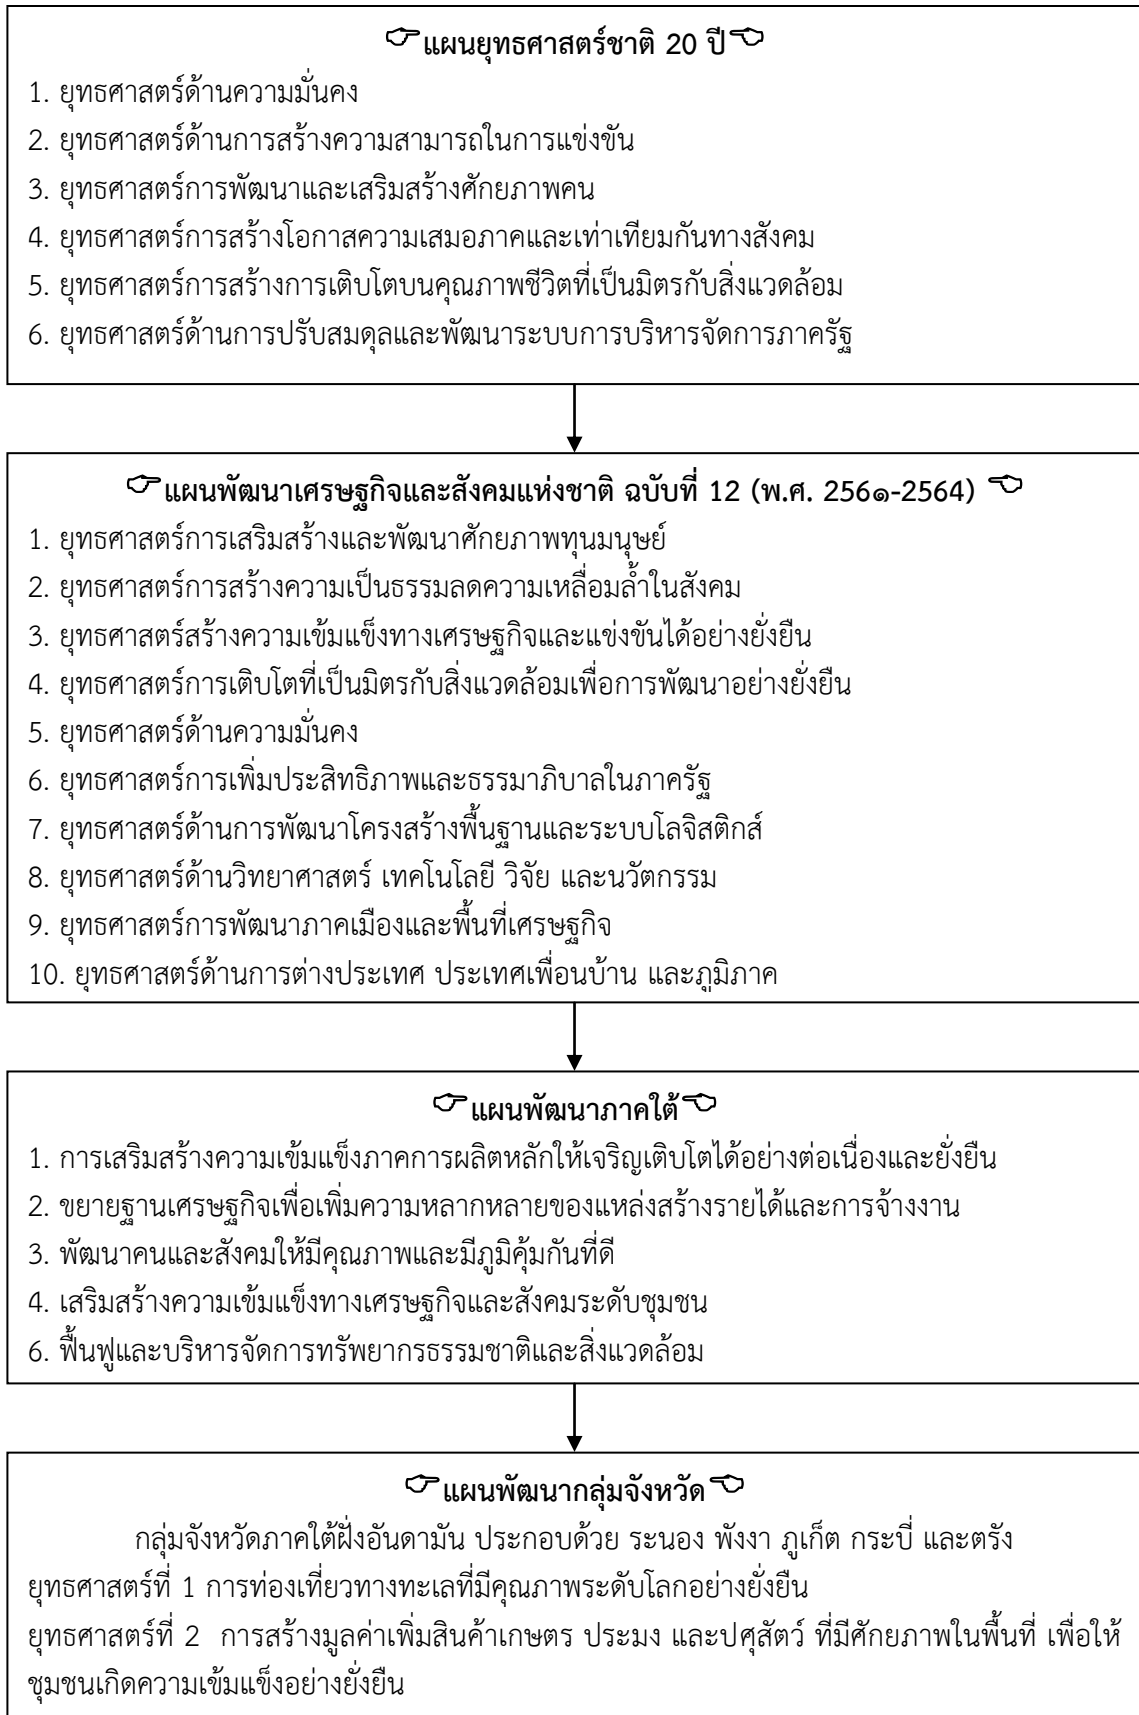 แผนยุทธศาสตร์ชาติ 20 ปี
1. ยุทธศาสตร์ด้านความมั่นคง
2. ยุทธศาสตร์ด้านการสร้างความสามารถในการแข่งขัน
3. ยุทธศาสตร์การพัฒนาและเสริมสร้างศักยภาพคน
4. ยุทธศาสตร์การสร้างโอกาสความเสมอภาคและเท่าเทียมกันทางสังคม
5. ยุทธศาสตร์การสร้างการเติบโตบนคุณภาพชีวิตที่เป็นมิตรกับสิ่งแวดล้อม
6. ยุทธศาสตร์ด้านการปรับสมดุลและพัฒนาระบบการบริหารจัดการภาครัฐ
แผนพัฒนาเศรษฐกิจและสังคมแห่งชาติ ฉบับที่ 12 (พ.ศ. 256๑-2564)
1. ยุทธศาสตร์การเสริมสร้างและพัฒนาศักยภาพทุนมนุษย์
2. ยุทธศาสตร์การสร้างความเป็นธรรมลดความเหลื่อมล้ำในสังคม
3. ยุทธศาสตร์สร้างความเข้มแข็งทางเศรษฐกิจและแข่งขันได้อย่างยั่งยืน
4. ยุทธศาสตร์การเติบโตที่เป็นมิตรกับสิ่งแวดล้อมเพื่อการพัฒนาอย่างยั่งยืน
5. ยุทธศาสตร์ด้านความมั่นคง
6. ยุทธศาสตร์การเพิ่มประสิทธิภาพและธรรมาภิบาลในภาครัฐ
7. ยุทธศาสตร์ด้านการพัฒนาโครงสร้างพื้นฐานและระบบโลจิสติกส์
8. ยุทธศาสตร์ด้านวิทยาศาสตร์ เทคโนโลยี วิจัย และนวัตกรรม
9. ยุทธศาสตร์การพัฒนาภาคเมืองและพื้นที่เศรษฐกิจ
10. ยุทธศาสตร์ด้านการต่างประเทศ ประเทศเพื่อนบ้าน และภูมิภาค
แผนพัฒนาภาคใต้
1. การเสริมสร้างความเข้มแข็งภาคการผลิตหลักให้เจริญเติบโตได้อย่างต่อเนื่องและยั่งยืน
2. ขยายฐานเศรษฐกิจเพื่อเพิ่มความหลากหลายของแหล่งสร้างรายได้และการจ้างงาน
3. พัฒนาคนและสังคมให้มีคุณภาพและมีภูมิคุ้มกันที่ดี
4. เสริมสร้างความเข้มแข็งทางเศรษฐกิจและสังคมระดับชุมชน
6. ฟื้นฟูและบริหารจัดการทรัพยากรธรรมชาติและสิ่งแวดล้อม
แผนพัฒนากลุ่มจังหวัด
กลุ่มจังหวัดภาคใต้ฝั่งอันดามัน ประกอบด้วย ระนอง พังงา ภูเก็ต กระบี่ และตรัง
ยุทธศาสตร์ที่ 1 การท่องเที่ยวทางทะเลที่มีคุณภาพระดับโลกอย่างยั่งยืน
ยุทธศาสตร์ที่ 2 การสร้างมูลค่าเพิ่มสินค้าเกษตร ประมง และปศุสัตว์ ที่มีศักยภาพในพื้นที่ เพื่อให้
ชุมชนเกิดความเข้มแข็งอย่างยั่งยืน